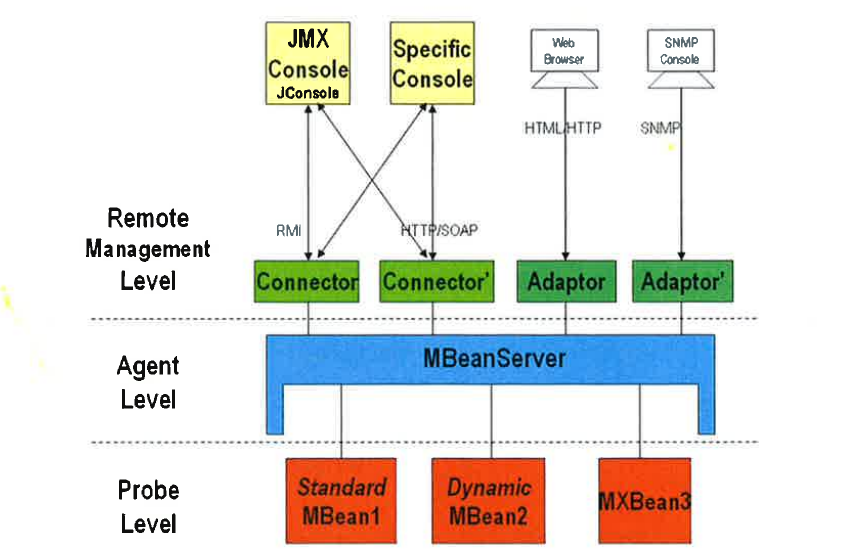 JMX
Console
JConsole
Specific
Console
Web
Browser
SNMP
Console
HTML/HTTP
SNMP
RMI
HTTP/SOAP
Remote
Management
Level
Connector
Connector'
Adaptor
Adaptor'
Agent
Level
MBeanServer
Probe
Level
Standard
MBean1
Dynamic
MBean2
MXBean3